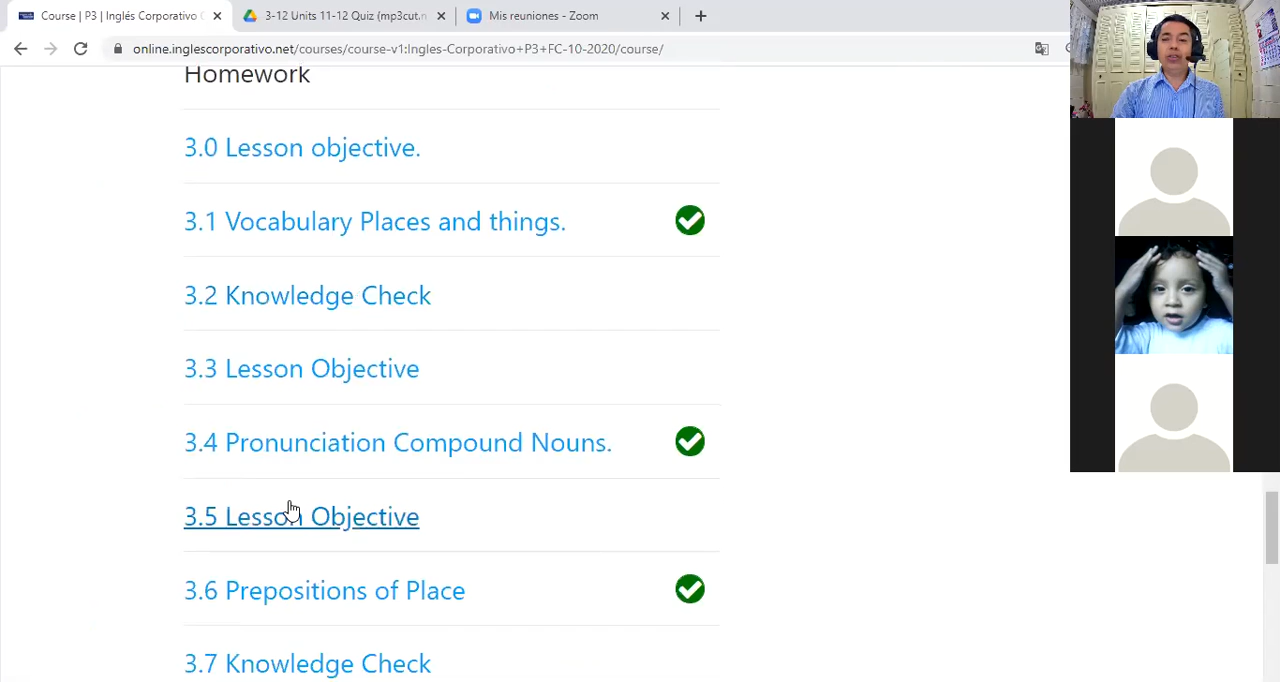 Course | P3 | Inglés Corporativo
3-12 Units 11-12 Quiz (mp3cut.n
Mis reuniones - Zoom
online.inglescorporativo.net/courses/course-v1:Ingles-Corporativo+P3+FC-10-2020/course/
Homework
3.0 Lesson objective.
3.1 Vocabulary Places and things.
3.2 Knowledge Check
3.3 Lesson Objective
3.4 Pronunciation Compound Nouns.
3.5 Lesson Objective
3.6 Prepositions of Place
3.7 Knowledge Check